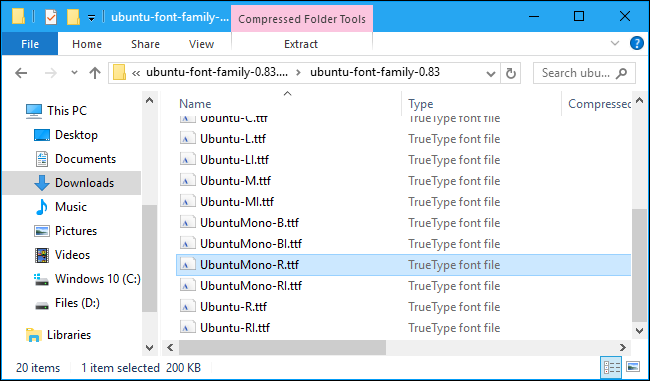 ubuntu-font-family-...
Compressed Folder Tools
File
Home
Share
View
Extract
« ubuntu-font-family-0.83.... > ubuntu-font-family-0.83
Search ubu...
This PC
Desktop
Documents
Downloads
Music
Pictures
Videos
Windows 10 (C:)
Files (D:)
Libraries
Name Type Compressed
Ubuntu-C.ttf TrueType font file
Ubuntu-L.ttf TrueType font file
Ubuntu-LI.ttf TrueType font file
Ubuntu-M.ttf TrueType font file
Ubuntu-MI.ttf TrueType font file
UbuntuMono-B.ttf TrueType font file
UbuntuMono-BI.ttf TrueType font file
UbuntuMono-R.ttf TrueType font file
UbuntuMono-RI.ttf TrueType font file
Ubuntu-R.ttf TrueType font file
Ubuntu-RI.ttf TrueType font file
20 items 1 item selected 200 KB